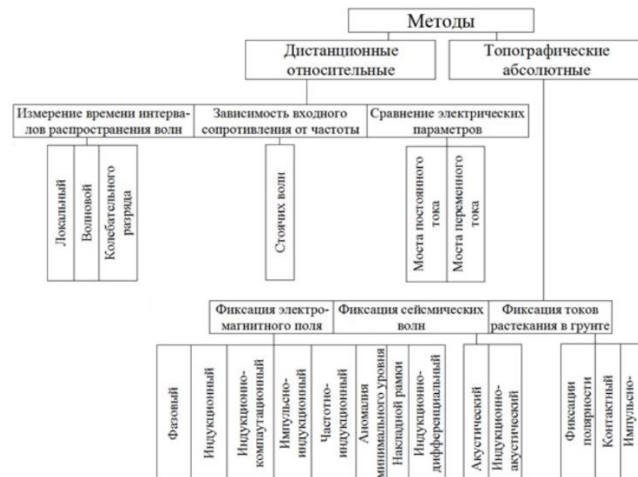 Методы
Дистанционные
относительные
Топографические
абсолютные
Измерение времени интерва-
лов распространения волн
Зависимость входного
сопротивления от частоты
Сравнение электрических
параметров
Локальный
Волновой
Колебательного
разряда
Стоячих волн
Моста постоянного
тока
Моста переменного
тока
Фиксация электро-
магнитного поля
Фиксация сейсмических
волн
Фиксация токов
растекания в грунте
Фазовый
Индукционный
Индукционно-
компаутационный
Импульсно-
индукционный
Частотно-
индукционный
Аномалия
минимального уровня
Накладной рамки
Индукционно-
дифференциальный
Акустический
Индукционно-
акустический
Фиксации
полярности
Контактный
Импульсно-